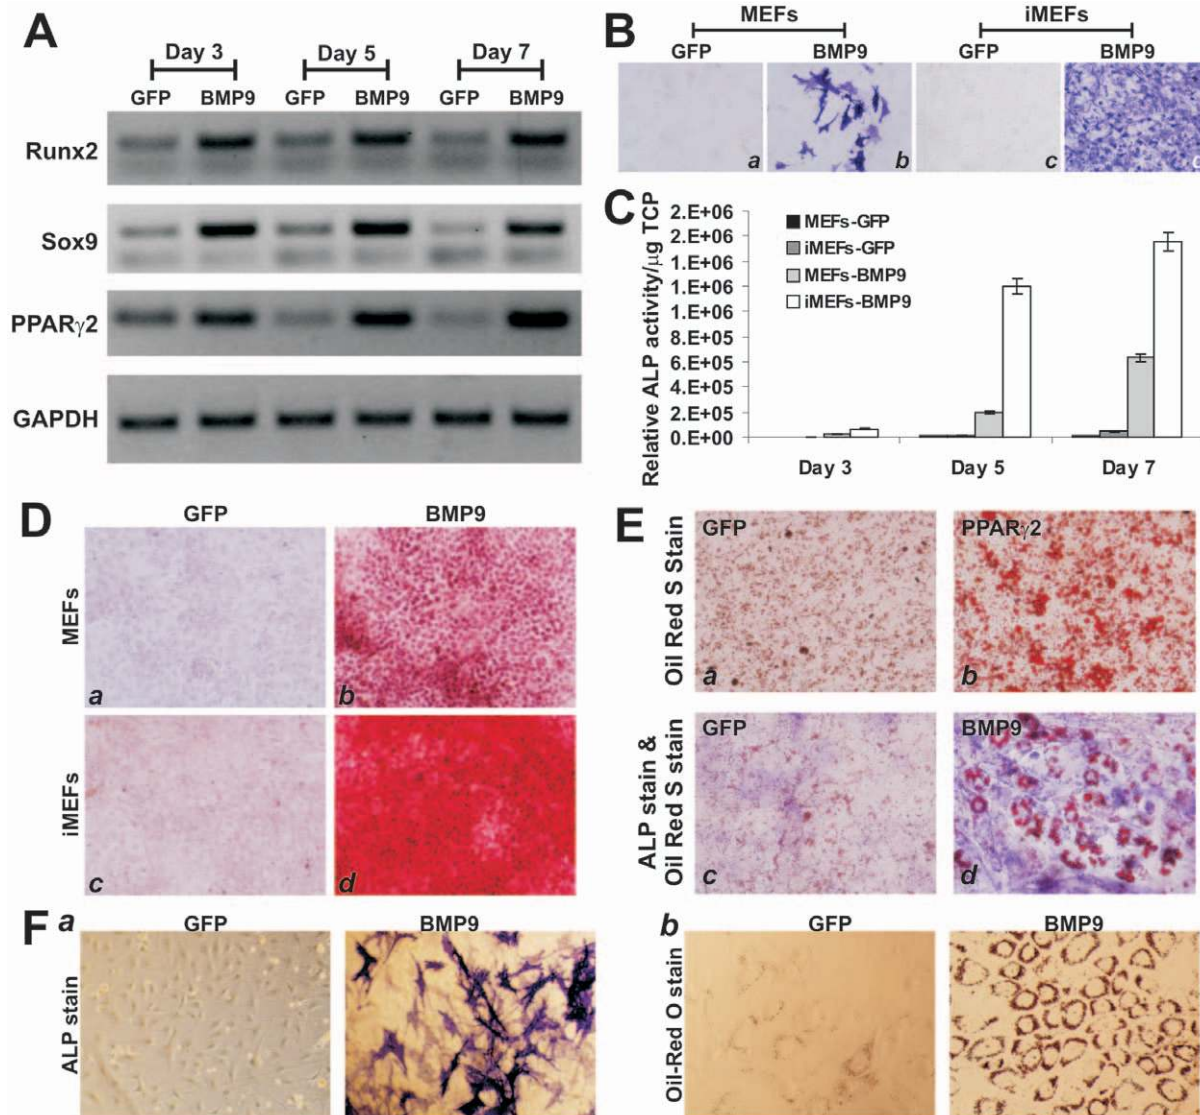 A
Day 3 Day 5 Day 7
GFP BMP9 GFP BMP9 GFP BMP9
Runx2
Sox9
PPARγ2
GAPDH
B
MEFs iMEFs
GFP BMP9 GFP BMP9
a b c d
C
Relative ALP activity/μg TCP
2.E+06
2.E+06
1.E+06
1.E+06
1.E+06
8.E+05
6.E+05
4.E+05
2.E+05
0.E+00
MEFs-GFP
iMEFs-GFP
MEFs-BMP9
iMEFs-BMP9
Day 3 Day 5 Day 7
D
GFP BMP9
MEFs
a b
iMEFs
c d
E
Oil Red S Stain
GFP PPARγ2
a b
ALP stain &
Oil Red S stain
GFP BMP9
c d
F
a GFP BMP9
ALP stain
b GFP BMP9
Oil-Red O stain